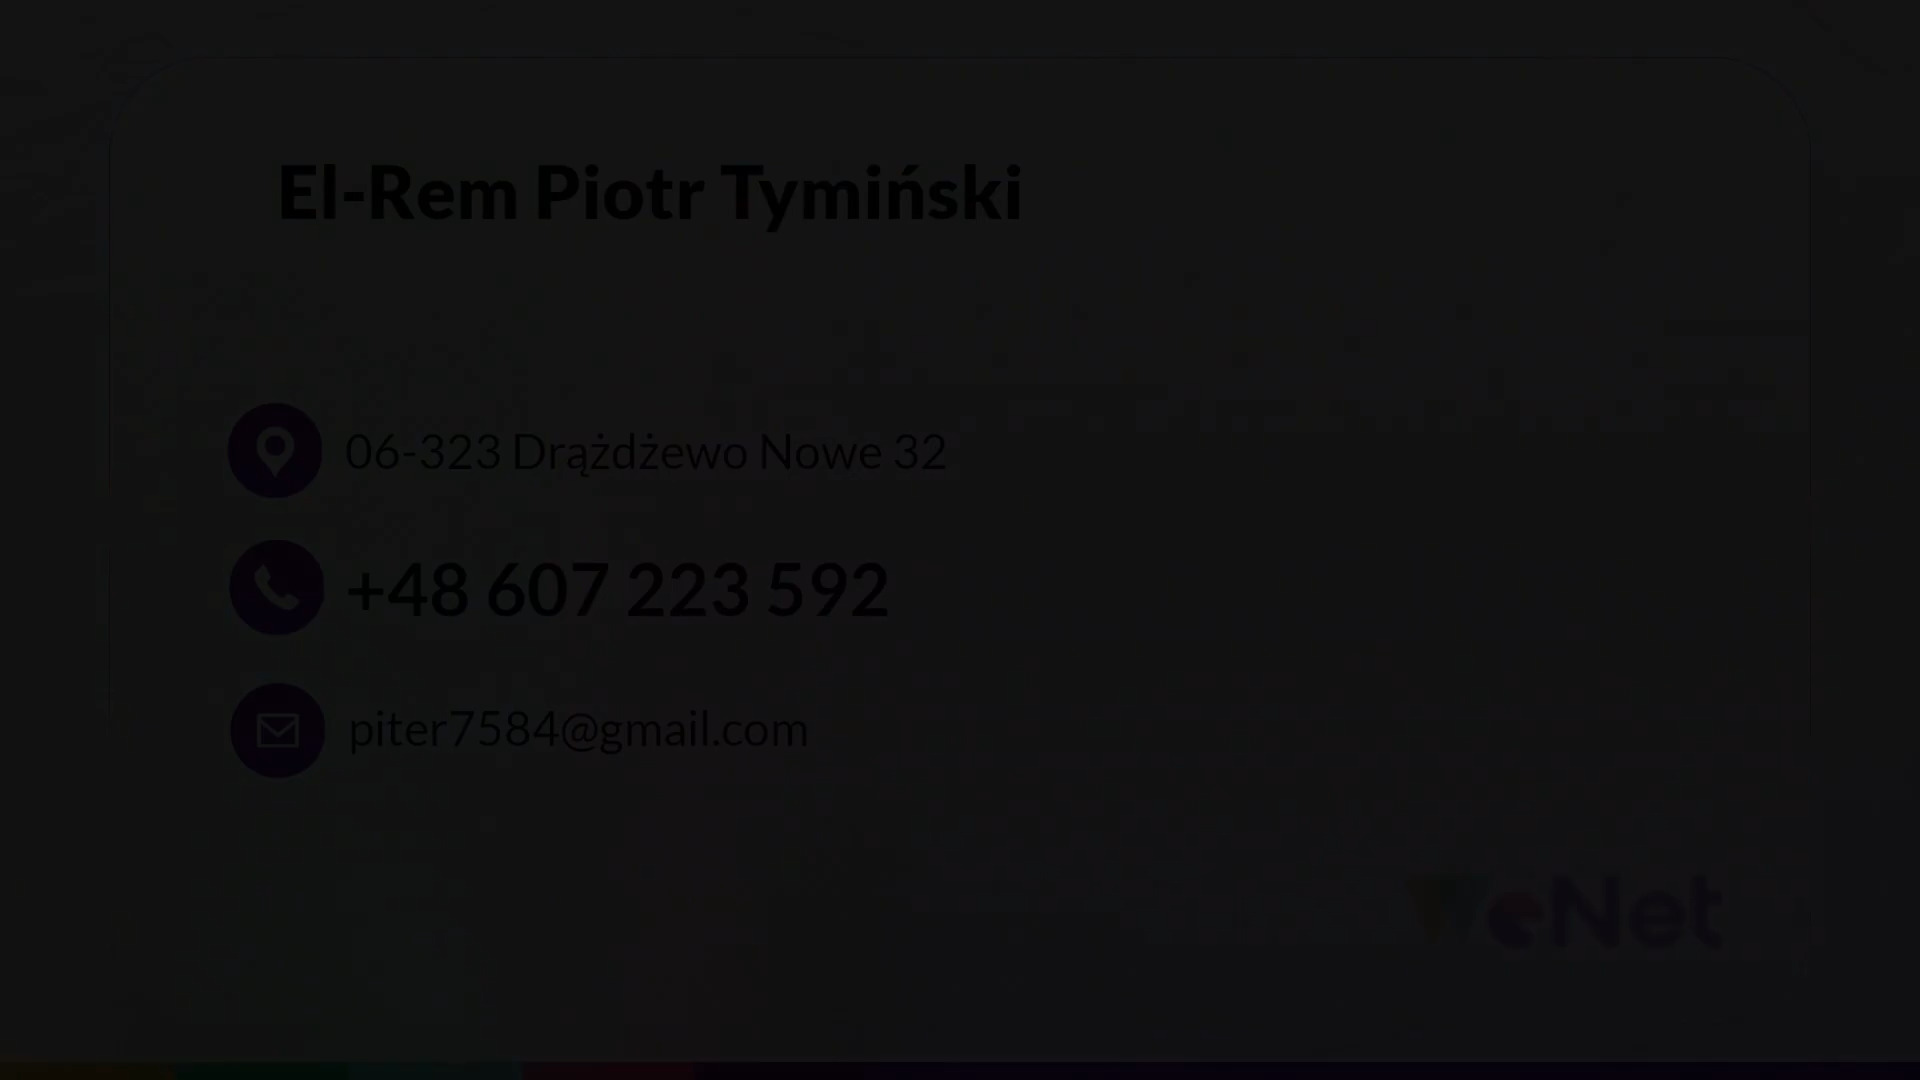 El-Rem Piotr Tymiński
06-323 Drążdżewo Nowe 32
+48 607 223 592
piter7584@gmail.com
WeNet